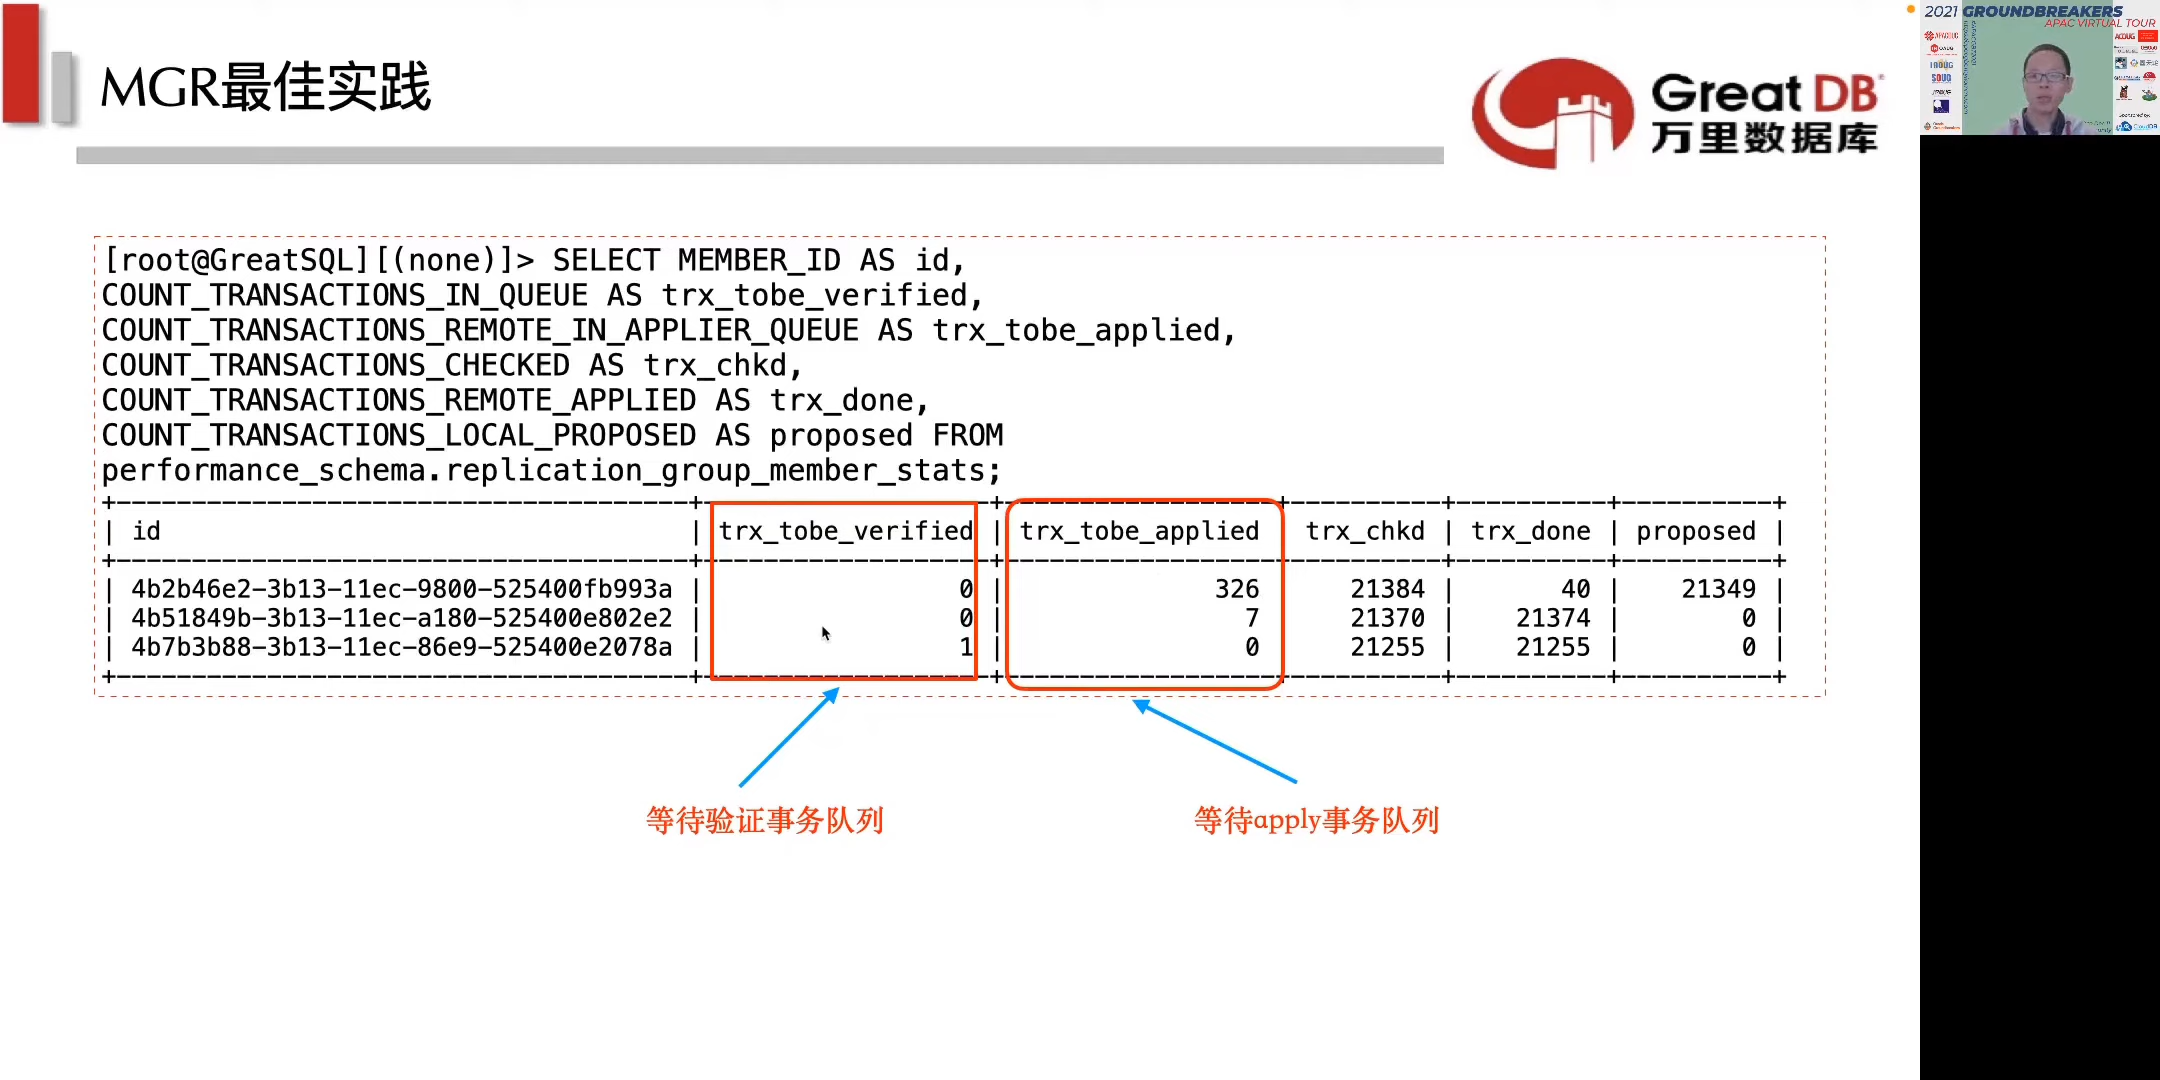 MGR最佳实践
Great DB
万里数据库
2021 GROUNDBREAKERS
APAC VIRTUAL TOUR
[root@GreatSQL][(none)]> SELECT MEMBER_ID AS id,
COUNT_TRANSACTIONS_IN_QUEUE AS trx_tobe_verified,
COUNT_TRANSACTIONS_REMOTE_IN_APPLIER_QUEUE AS trx_tobe_applied,
COUNT_TRANSACTIONS_CHECKED AS trx_chkd,
COUNT_TRANSACTIONS_REMOTE_APPLIED AS trx_done,
COUNT_TRANSACTIONS_LOCAL_PROPOSED AS proposed FROM
performance_schema.replication_group_member_stats;
| id | trx_tobe_verified | trx_tobe_applied trx_chkd | trx_done | proposed |
| 4b2b46e2-3b13-11ec-9800-525400fb993a | 0 | 326 21384 | 40 | 21349 |
| 4b51849b-3b13-11ec-a180-525400e802e2 | 0 | 7 21370 | 21374 | 0 |
| 4b7b3b88-3b13-11ec-86e9-525400e2078a | 1 | 0 21255 | 21255 | 0 |
等待验证事务队列
等待apply事务队列